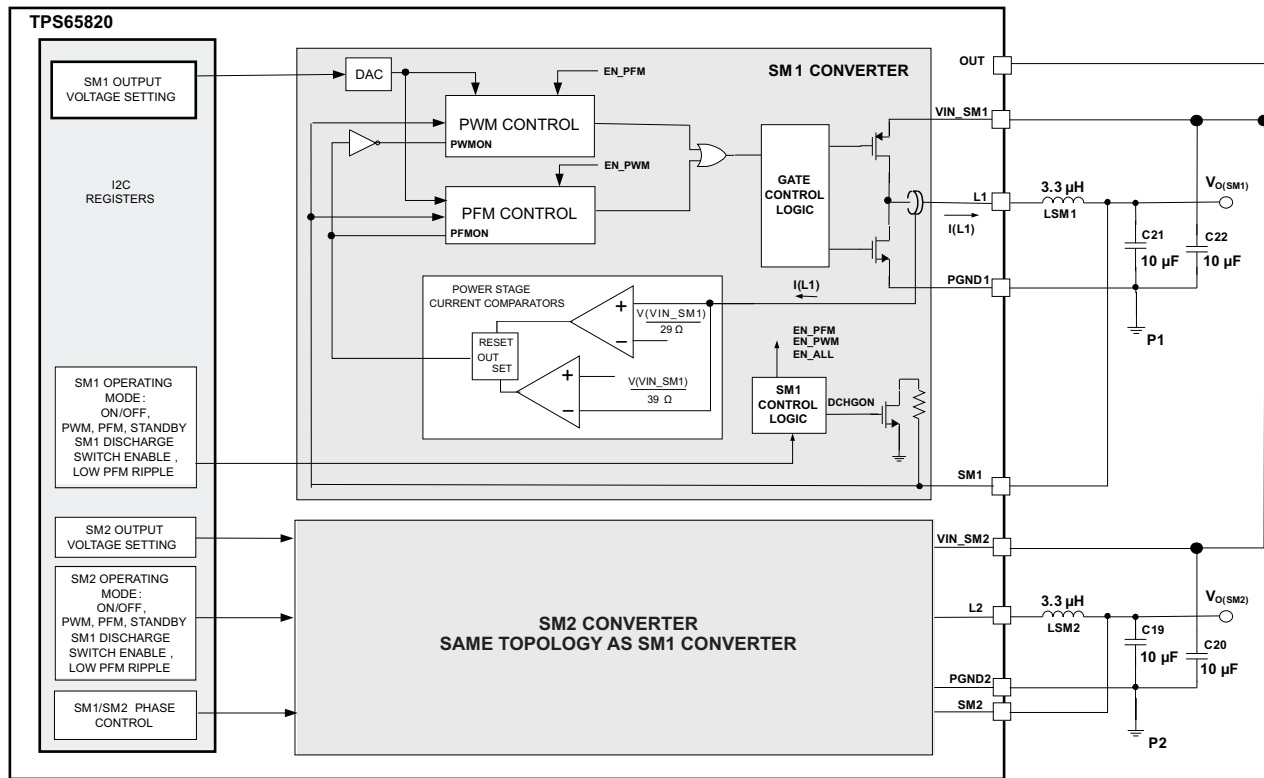 TPS65820
SM1 OUTPUT
VOLTAGE SETTING
I2C
REGISTERS
SM1 OPERATING
MODE:
ON/OFF,
PWM, PFM, STANDBY
SM1 DISCHARGE
SWITCH ENABLE ,
LOW PFM RIPPLE
SM2 OUTPUT
VOLTAGE SETTING
SM2 OPERATING
MODE:
ON/OFF,
PWM, PFM, STANDBY
SM1 DISCHARGE
SWITCH ENABLE ,
LOW PFM RIPPLE
SM1/SM2 PHASE
CONTROL
DAC
EN_PFM
SM1 CONVERTER
PWM CONTROL
PWMON
EN_PWM
PFM CONTROL
PFMON
GATE
CONTROL
LOGIC
POWER STAGE
CURRENT COMPARATORS
I(L1)
+
V(VIN_SM1)
29 Ω
−
RESET
OUT
SET
+
V(VIN_SM1)
39 Ω
−
EN_PFM
EN_PWM
EN_ALL
SM1
CONTROL
LOGIC
DCHGON
SM2 CONVERTER
SAME TOPOLOGY AS SM1 CONVERTER
OUT
VIN_SM1
L1
I(L1)
PGND1
SM1
VIN_SM2
L2
PGND2
SM2
3.3 µH
LSM1
VO(SM1)
C21
10 µF
C22
10 µF
P1
3.3 µH
LSM2
VO(SM2)
C19
10 µF
C20
10 µF
P2